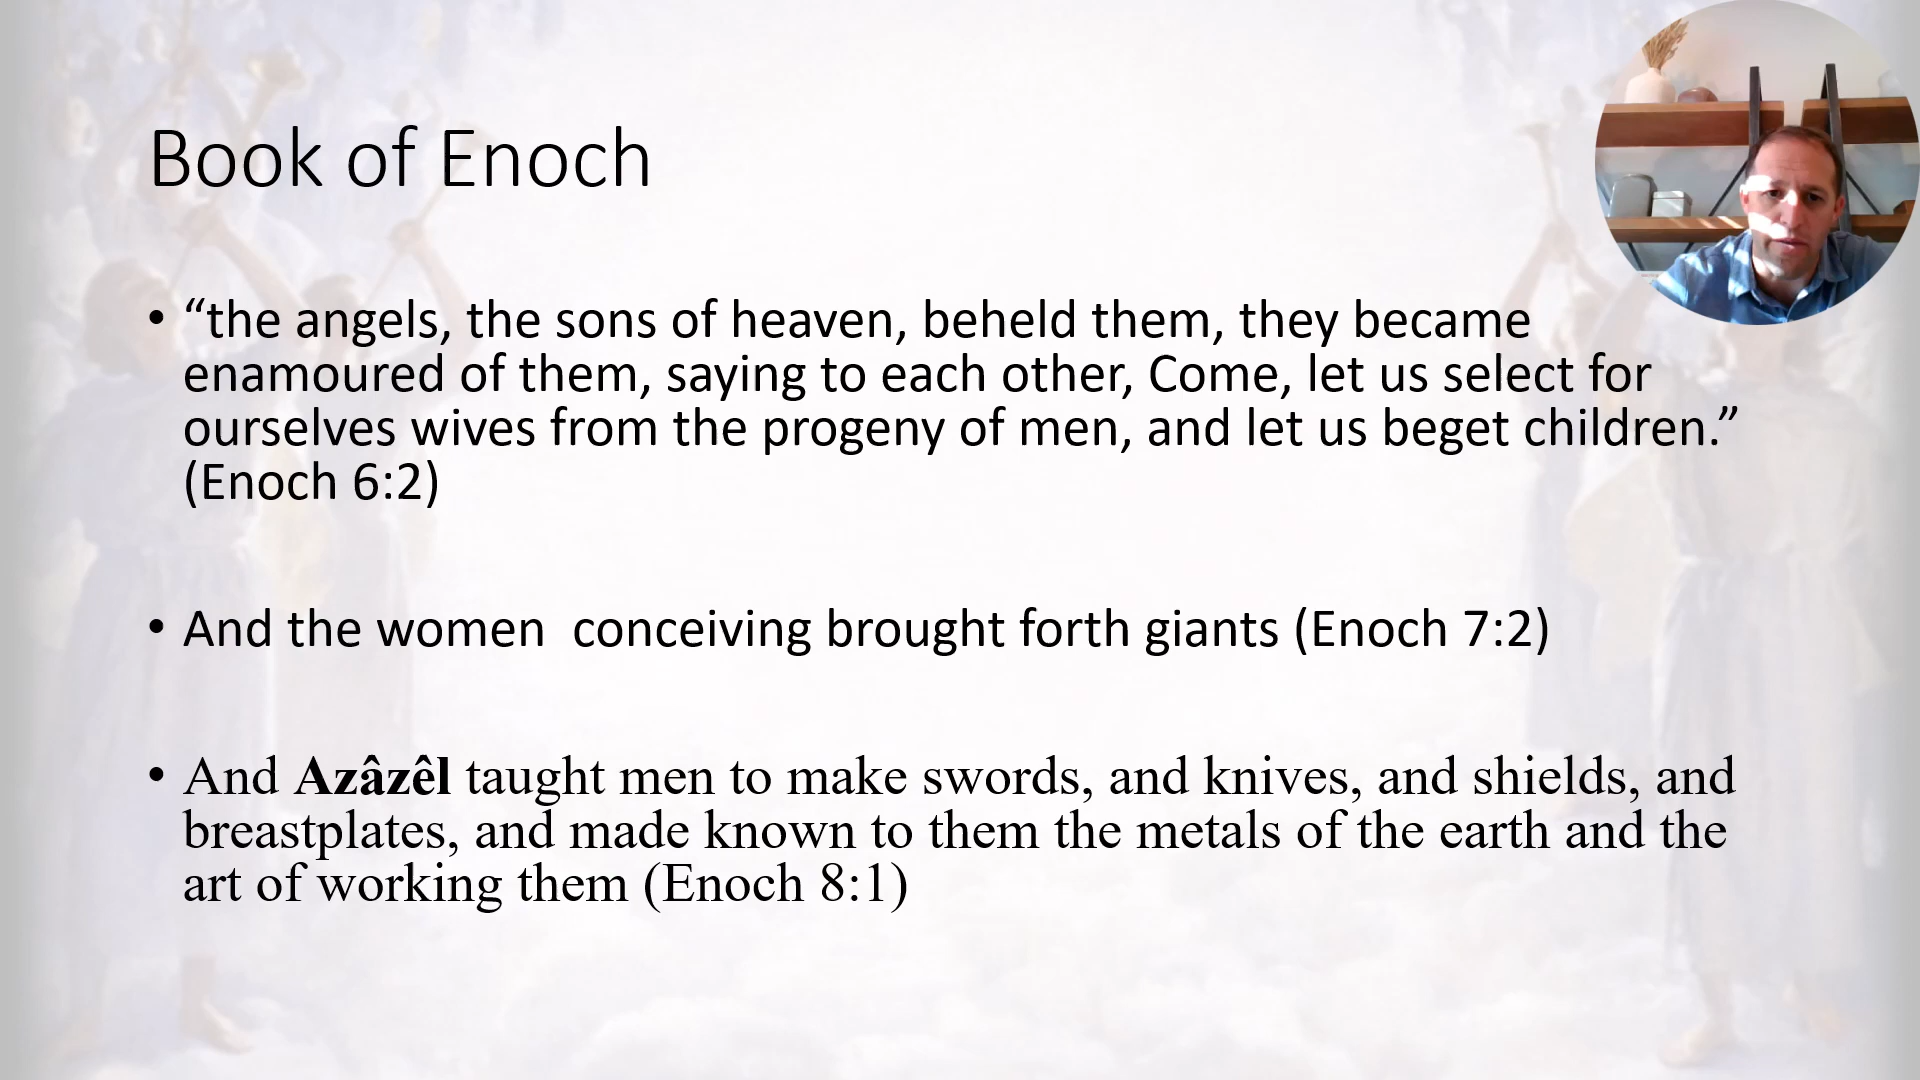 Book of Enoch
• “the angels, the sons of heaven, beheld them, they became
enamoured of them, saying to each other, Come, let us select for
ourselves wives from the progeny of men, and let us beget children.”
(Enoch 6:2)
• And the women  conceiving brought forth giants (Enoch 7:2)
• And Azâzêl taught men to make swords, and knives, and shields, and
breastplates, and made known to them the metals of the earth and the
art of working them (Enoch 8:1)